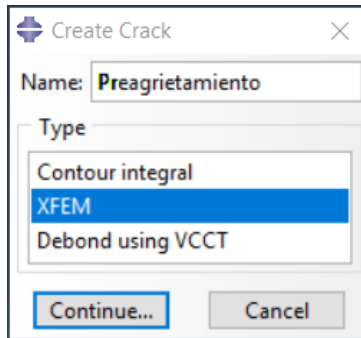 Create Crack
Name: Preagrietamiento
Type
Contour integral
XFEM
Debond using VCCT
Continue... Cancel